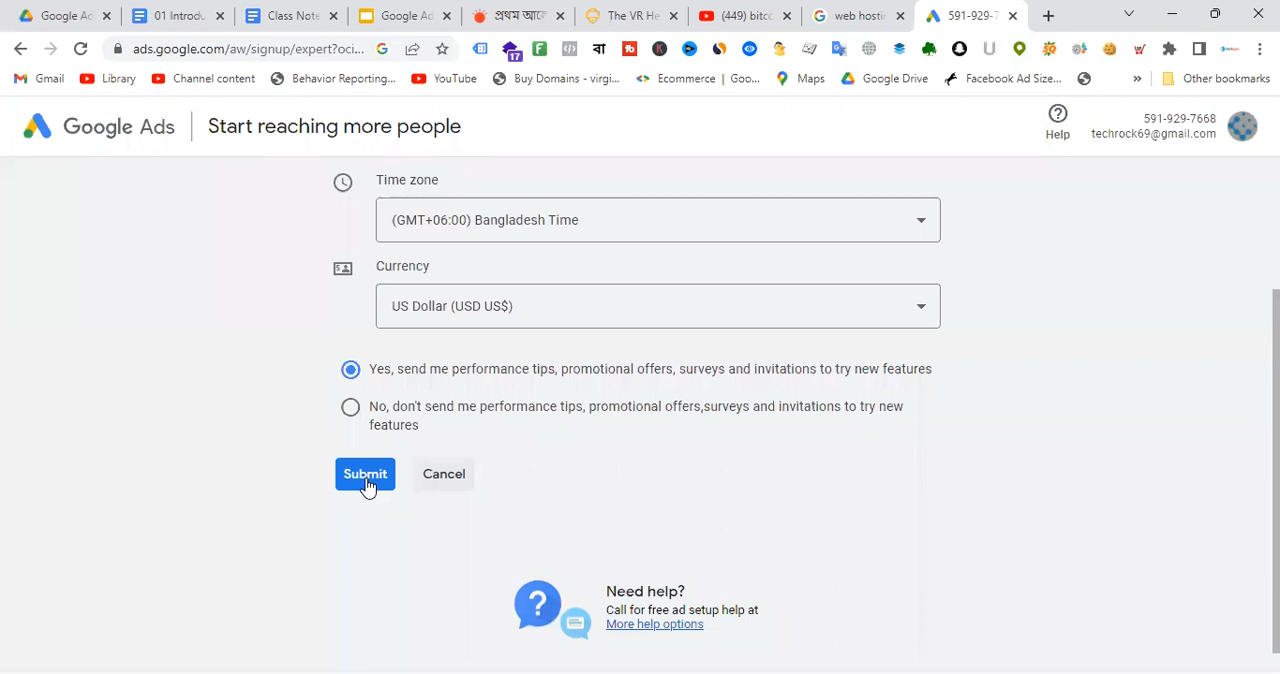 Google Ad
01 Introdu
Class Note
Google Ad
প্রথম আলো
The VR He
(449) bitco
web hostin
591-929-7
ads.google.com/aw/signup/expert?oci...
17
বা
Gmail
Library
Channel content
Behavior Reporting...
YouTube
Buy Domains - virgi...
Ecommerce | Goo...
Maps
Google Drive
Facebook Ad Size...
»
Other bookmarks
Google Ads
Start reaching more people
Help
591-929-7668
techrock69@gmail.com
Time zone
(GMT+06:00) Bangladesh Time
Currency
US Dollar (USD US$)
Yes, send me performance tips, promotional offers, surveys and invitations to try new features
No, don't send me performance tips, promotional offers,surveys and invitations to try new
features
Submit
Cancel
Need help?
Call for free ad setup help at
More help options